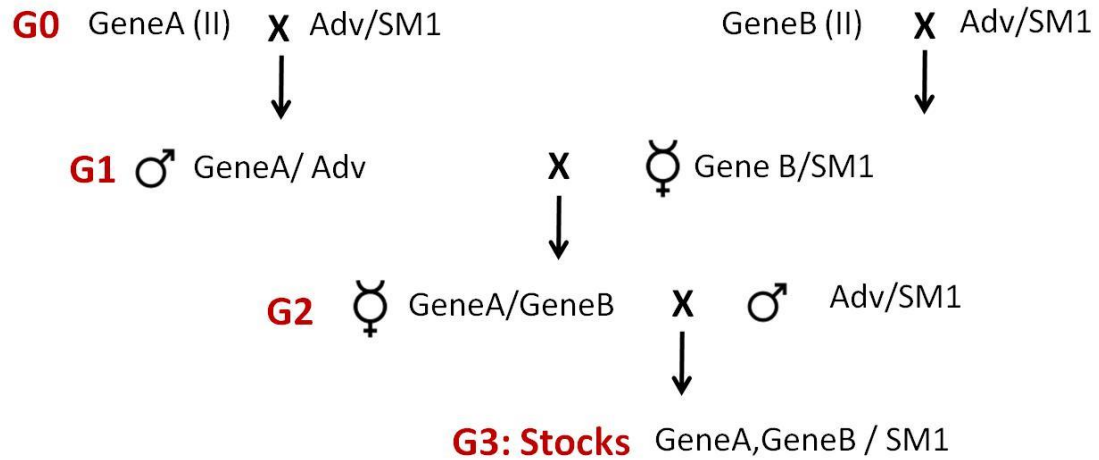 G0 GeneA (II) X Adv/SM1 GeneB (II) X Adv/SM1
G1 ♂ GeneA/ Adv X ☿ Gene B/SM1
G2 ☿ GeneA/GeneB X ♂ Adv/SM1
G3: Stocks GeneA,GeneB / SM1